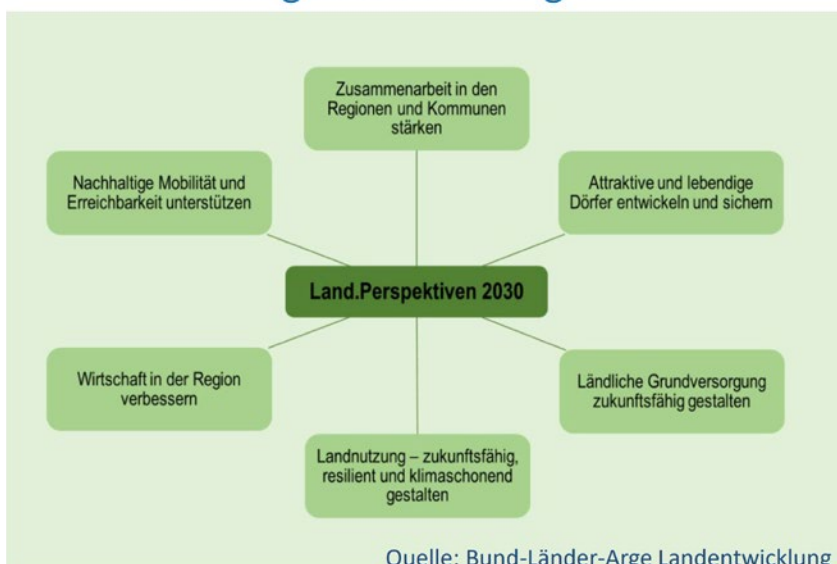 Zusammenarbeit in den
Regionen und Kommunen
stärken
Nachhaltige Mobilität und
Erreichbarkeit unterstützen
Attraktive und lebendige
Dörfer entwickeln und sichern
Land.Perspektiven 2030
Wirtschaft in der Region
verbessern
Ländliche Grundversorgung
zukunftsfähig gestalten
Landnutzung – zukunftsfähig,
resilient und klimaschonend
gestalten
Quelle: Bund-Länder-Arge Landentwicklung